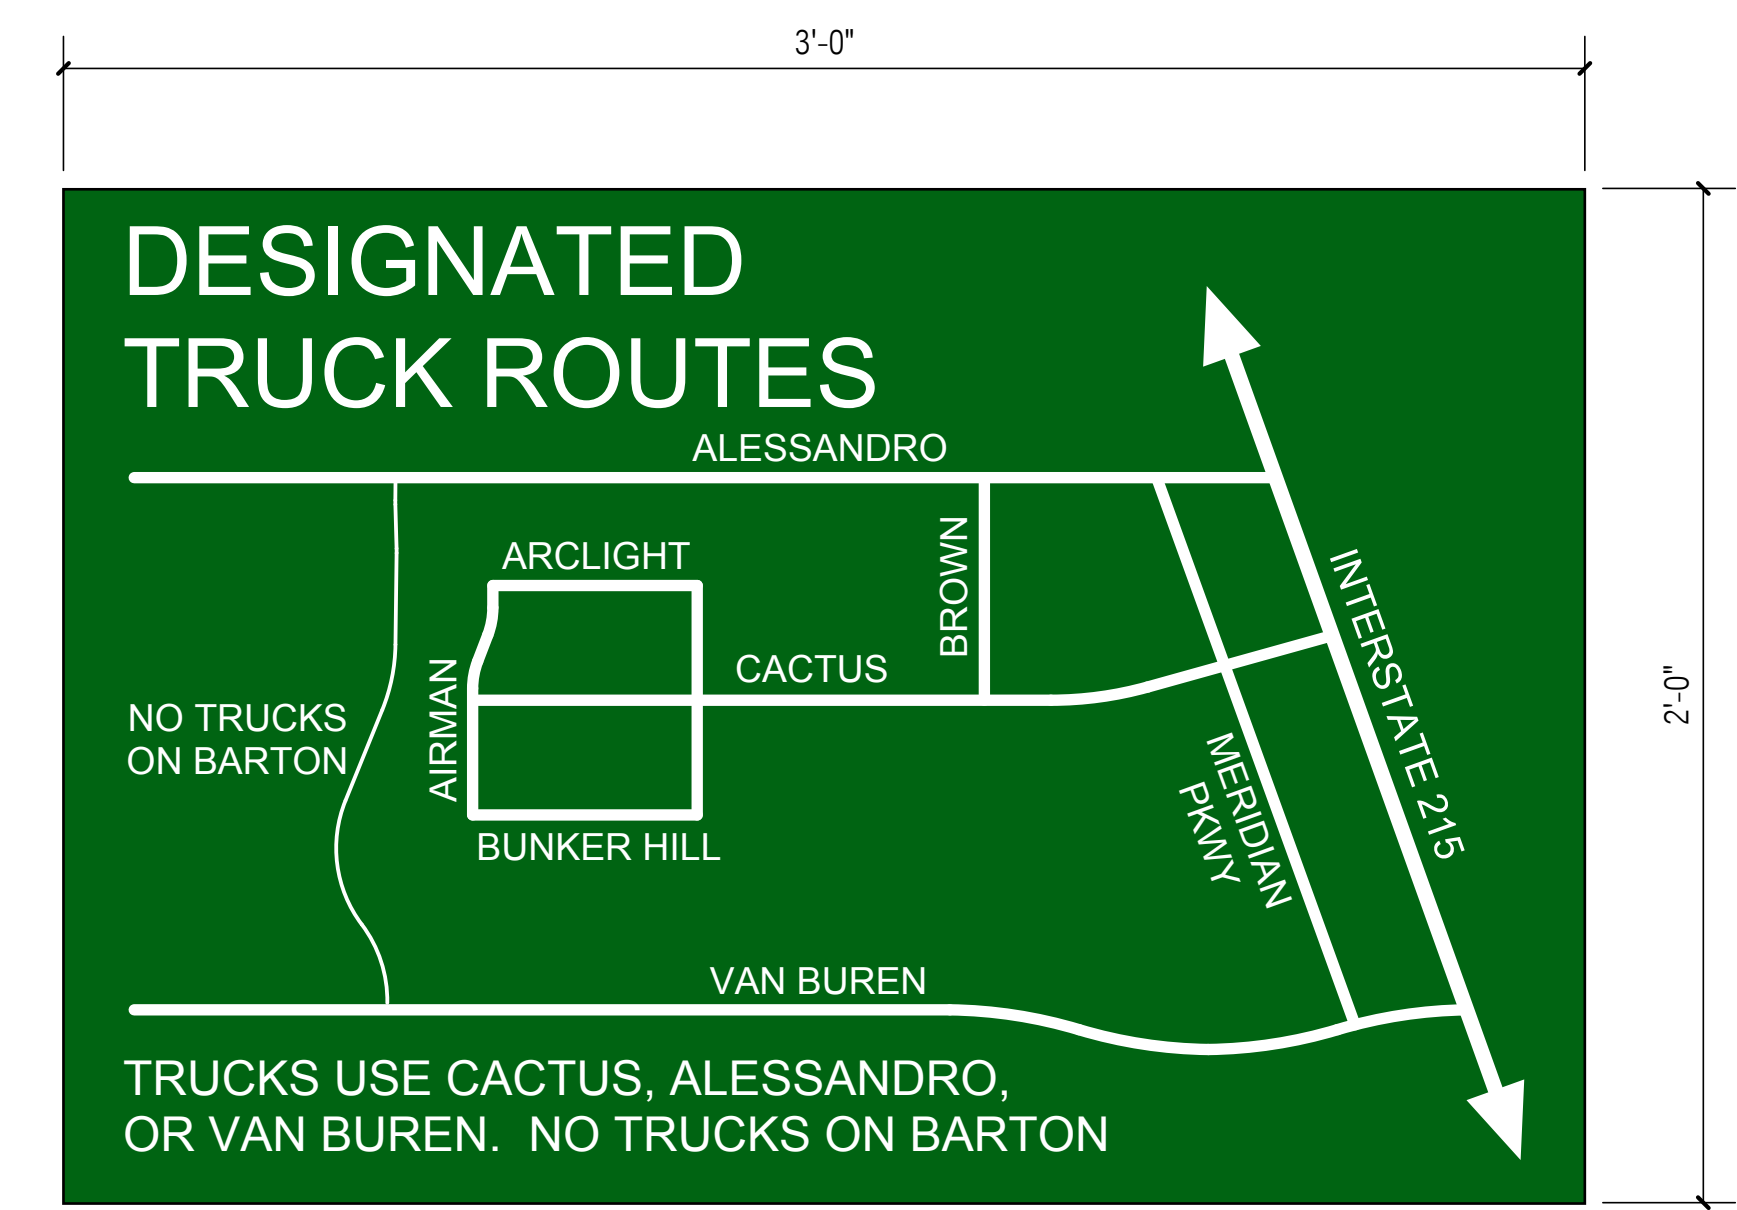 3'-0"
DESIGNATED
TRUCK ROUTES
ALESSANDRO
ARCLIGHT
BROWN
INTERSTATE 215
CACTUS
AIRMAN
NO TRUCKS
ON BARTON
2'-0"
MERIDIAN
PKWY
BUNKER HILL
VAN BUREN
TRUCKS USE CACTUS, ALESSANDRO,
OR VAN BUREN.  NO TRUCKS ON BARTON